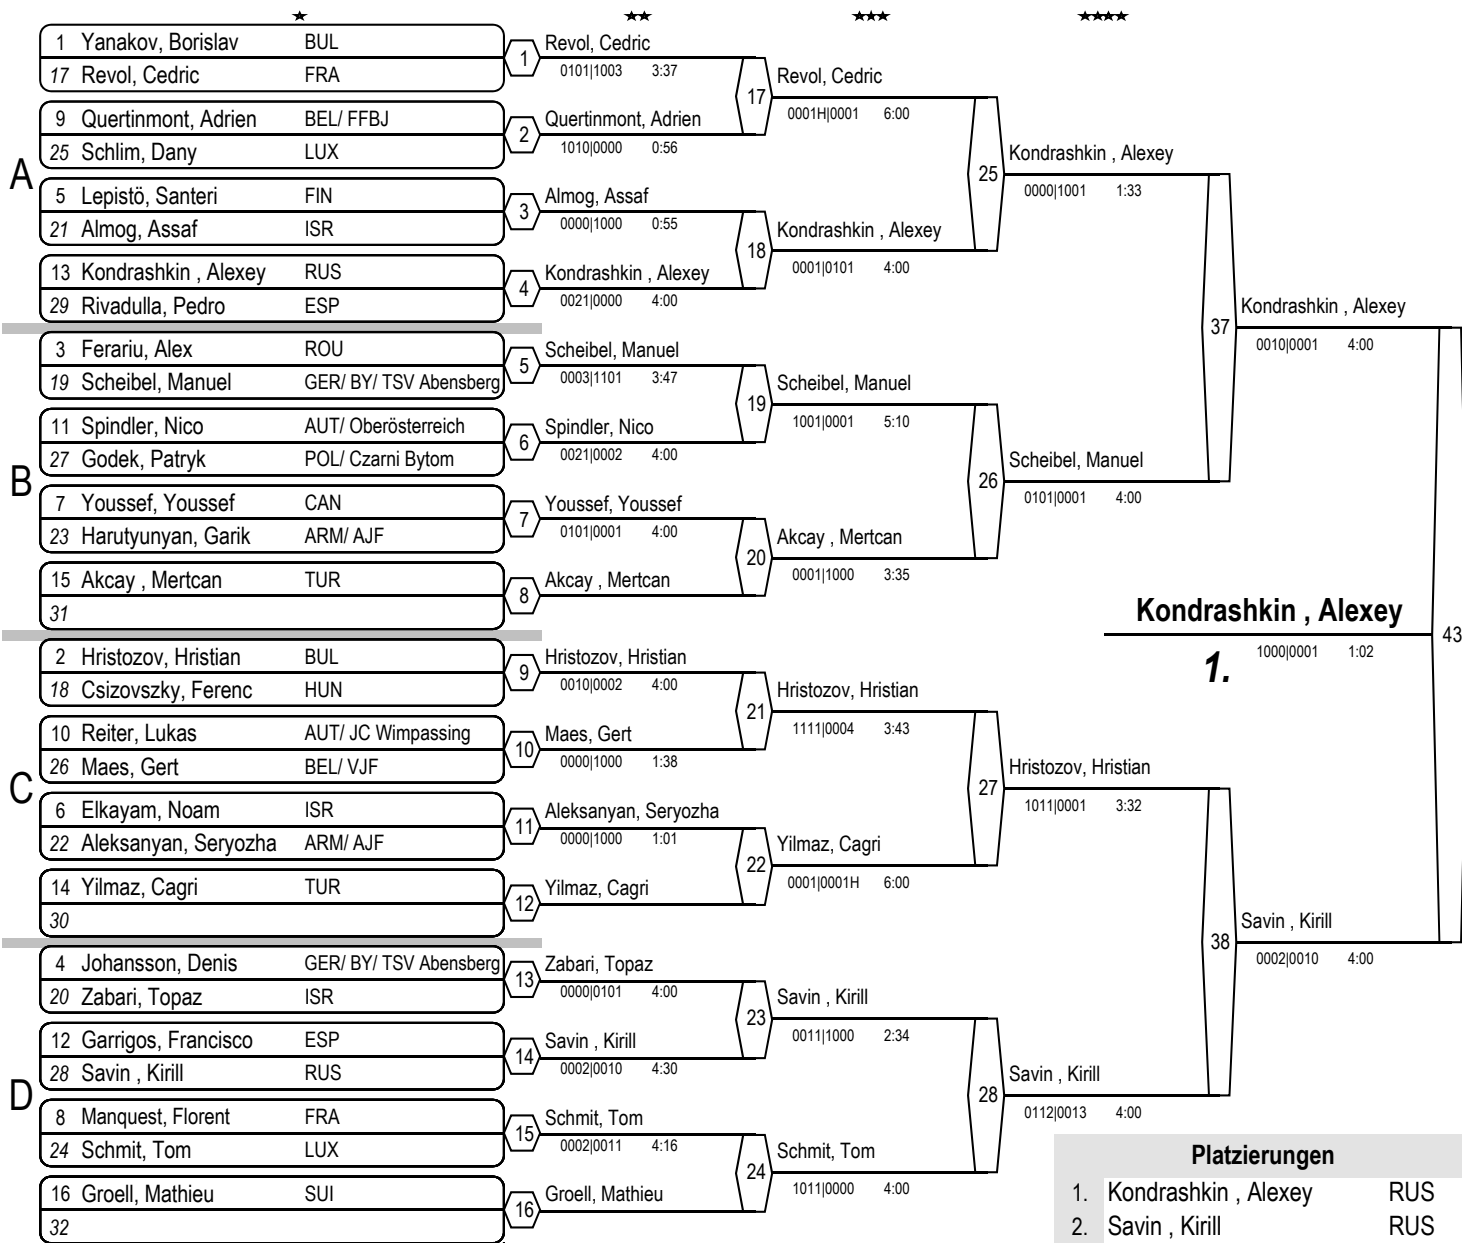 ★ ★★ ★★★ ★★★★
A
1 Yanakov, Borislav BUL
17 Revol, Cedric FRA
9 Quertinmont, Adrien BEL/ FFBJ
25 Schlim, Dany LUX
5 Lepistö, Santeri FIN
21 Almog, Assaf ISR
13 Kondrashkin , Alexey RUS
29 Rivadulla, Pedro ESP
B
3 Ferariu, Alex ROU
19 Scheibel, Manuel GER/ BY/ TSV Abensberg
11 Spindler, Nico AUT/ Oberösterreich
27 Godek, Patryk POL/ Czarni Bytom
7 Youssef, Youssef CAN
23 Harutyunyan, Garik ARM/ AJF
15 Akcay , Mertcan TUR
31
C
2 Hristozov, Hristian BUL
18 Csizovszky, Ferenc HUN
10 Reiter, Lukas AUT/ JC Wimpassing
26 Maes, Gert BEL/ VJF
6 Elkayam, Noam ISR
22 Aleksanyan, Seryozha ARM/ AJF
14 Yilmaz, Cagri TUR
30
D
4 Johansson, Denis GER/ BY/ TSV Abensberg
20 Zabari, Topaz ISR
12 Garrigos, Francisco ESP
28 Savin , Kirill RUS
8 Manquest, Florent FRA
24 Schmit, Tom LUX
16 Groell, Mathieu SUI
32
1 Revol, Cedric
0101|1003 3:37
2 Quertinmont, Adrien
1010|0000 0:56
3 Almog, Assaf
0000|1000 0:55
4 Kondrashkin , Alexey
0021|0000 4:00
5 Scheibel, Manuel
0003|1101 3:47
6 Spindler, Nico
0021|0002 4:00
7 Youssef, Youssef
0101|0001 4:00
8 Akcay , Mertcan
9 Hristozov, Hristian
0010|0002 4:00
10 Maes, Gert
0000|1000 1:38
11 Aleksanyan, Seryozha
0000|1000 1:01
12 Yilmaz, Cagri
13 Zabari, Topaz
0000|0101 4:00
14 Savin , Kirill
0002|0010 4:30
15 Schmit, Tom
0002|0011 4:16
16 Groell, Mathieu
17 Revol, Cedric
0001H|0001 6:00
18 Kondrashkin , Alexey
0001|0101 4:00
19 Scheibel, Manuel
1001|0001 5:10
20 Akcay , Mertcan
0001|1000 3:35
21 Hristozov, Hristian
1111|0004 3:43
22 Yilmaz, Cagri
0001|0001H 6:00
23 Savin , Kirill
0011|1000 2:34
24 Schmit, Tom
1011|0000 4:00
25 Kondrashkin , Alexey
0000|1001 1:33
26 Scheibel, Manuel
0101|0001 4:00
27 Hristozov, Hristian
1011|0001 3:32
28 Savin , Kirill
0112|0013 4:00
37 Kondrashkin , Alexey
0010|0001 4:00
38 Savin , Kirill
0002|0010 4:00
Kondrashkin , Alexey 43
1. 1000|0001 1:02
Platzierungen
1. Kondrashkin , Alexey RUS
2. Savin , Kirill RUS